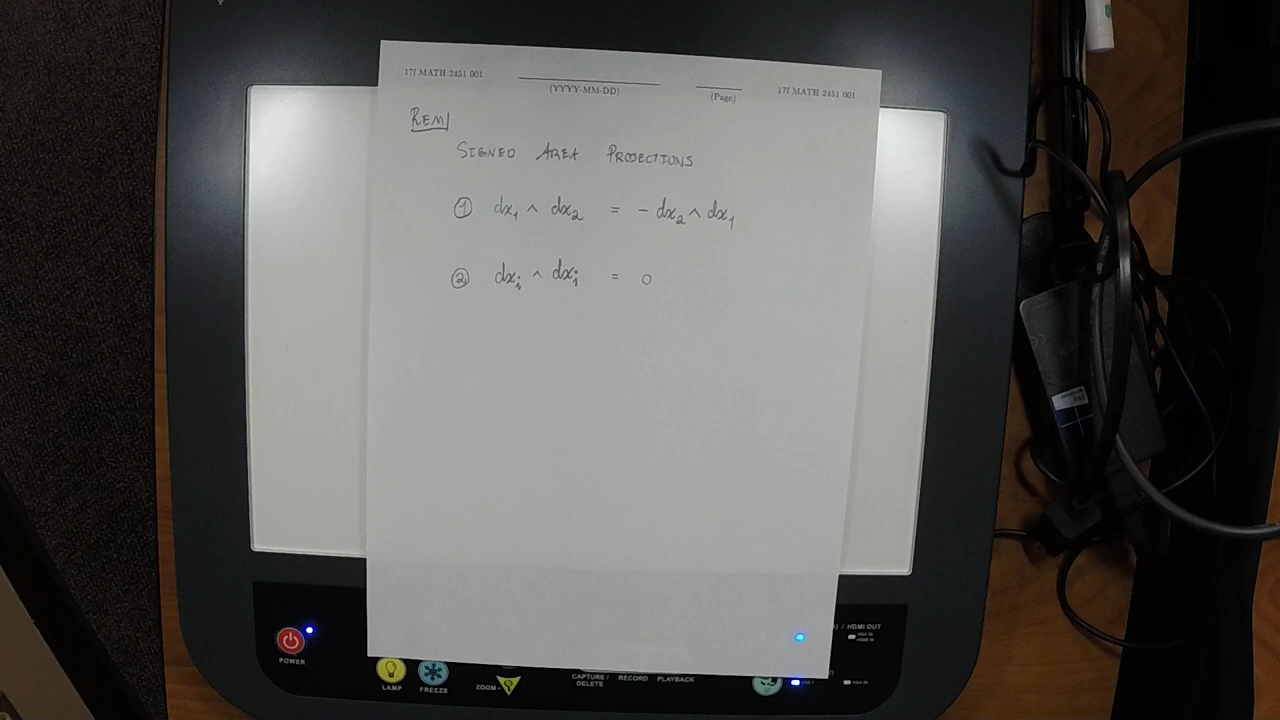 17f MATH 2451 001 (YYYY-MM-DD) (Page) 17f MATH 2451 001
REM
SIGNED AREA PROJECTIONS
① dx₁ ∧ dx₂ = - dx₂ ∧ dx₁
② dxᵢ ∧ dxᵢ = 0
/ HDMI OUT
POWER
LAMP
FREEZE
ZOOM
CAPTURE / DELETE
RECORD
PLAYBACK